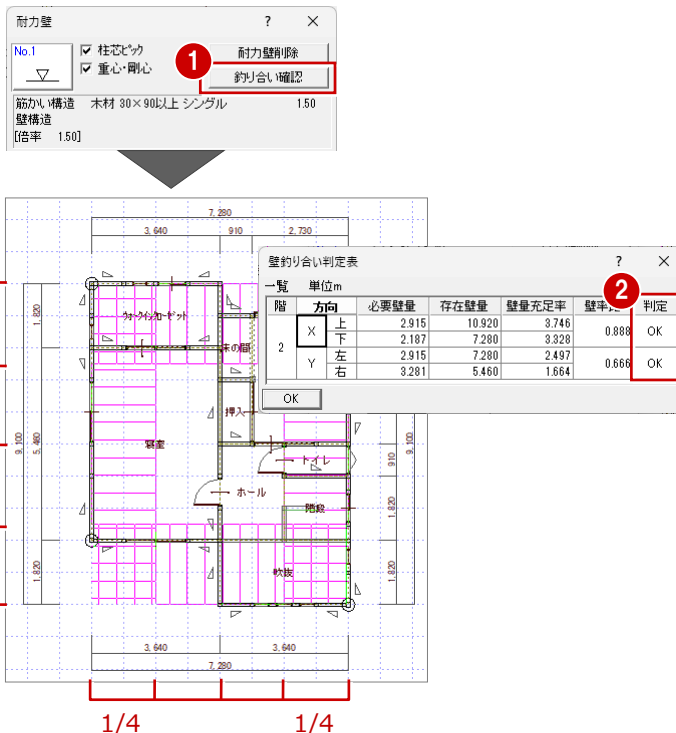 耐力壁 ? ×
No.1 柱芯ピック 耐力壁削除
重心・剛心 1 釣り合い確認
筋かい構造 木材 30×90以上 シングル 1.50
壁構造
[倍率 1.50]
7,280
3,640 910 2,730
壁釣り合い判定表 ? ×
一覧 単位m 2
階 方向 必要壁量 存在壁量 壁量充足率 判定
2 X 上 2.915 10.920 3.746 0.888 OK
下 2.187 7.280 3.328
Y 左 2.915 7.280 2.497 0.666 OK
右 3.281 5.460 1.664
OK
1,820
ウォークインクローゼット
床の間
押入
9,100
5,460
寝室
トイレ
910
9,100
ホール
階段
1,820
吹抜
1,820
1,820
3,640 3,640
7,280
1/4 1/4